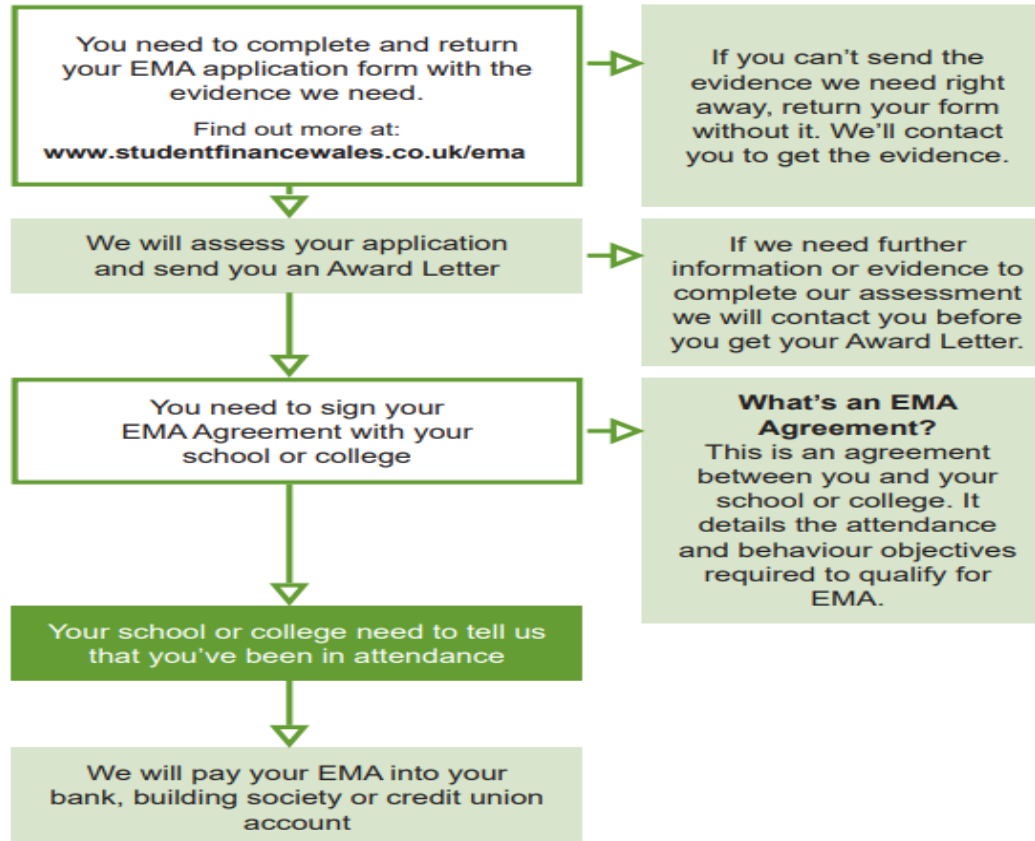 You need to complete and return
your EMA application form with the
evidence we need.
Find out more at:
www.studentfinancewales.co.uk/ema
If you can’t send the
evidence we need right
away, return your form
without it. We’ll contact
you to get the evidence.
We will assess your application
and send you an Award Letter
If we need further
information or evidence to
complete our assessment
we will contact you before
you get your Award Letter.
You need to sign your
EMA Agreement with your
school or college
What’s an EMA
Agreement?
This is an agreement
between you and your
school or college. It
details the attendance
and behaviour objectives
required to qualify for
EMA.
Your school or college need to tell us
that you’ve been in attendance
We will pay your EMA into your
bank, building society or credit union
account